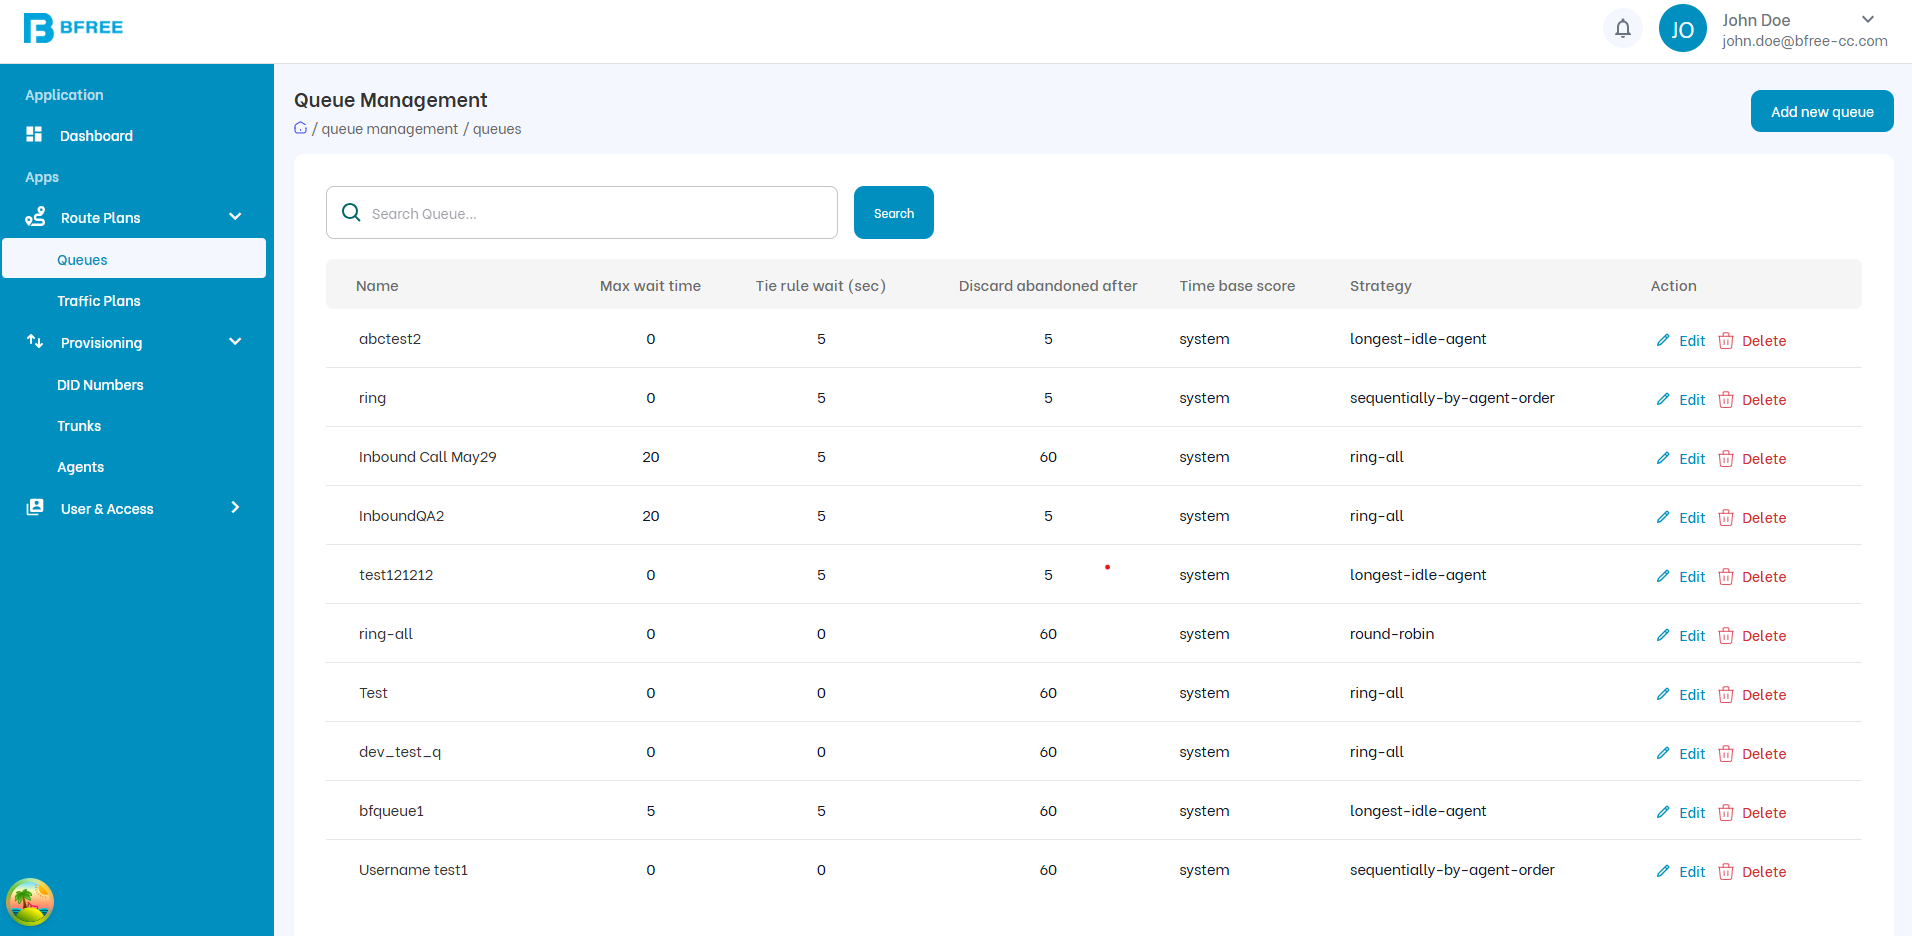 BFREE
JO
John Doe
john.doe@bfree-cc.com
Application
Dashboard
Apps
Route Plans
Queues
Traffic Plans
Provisioning
DID Numbers
Trunks
Agents
User & Access
Queue Management
/ queue management / queues
Add new queue
Search Queue...
Search
Name Max wait time Tie rule wait (sec) Discard abandoned after Time base score Strategy Action
abctest2 0 5 5 system longest-idle-agent Edit Delete
ring 0 5 5 system sequentially-by-agent-order Edit Delete
Inbound Call May29 20 5 60 system ring-all Edit Delete
InboundQA2 20 5 5 system ring-all Edit Delete
test121212 0 5 5 system longest-idle-agent Edit Delete
ring-all 0 0 60 system round-robin Edit Delete
Test 0 0 60 system ring-all Edit Delete
dev_test_q 0 0 60 system ring-all Edit Delete
bfqueue1 5 5 60 system longest-idle-agent Edit Delete
Username test1 0 0 60 system sequentially-by-agent-order Edit Delete